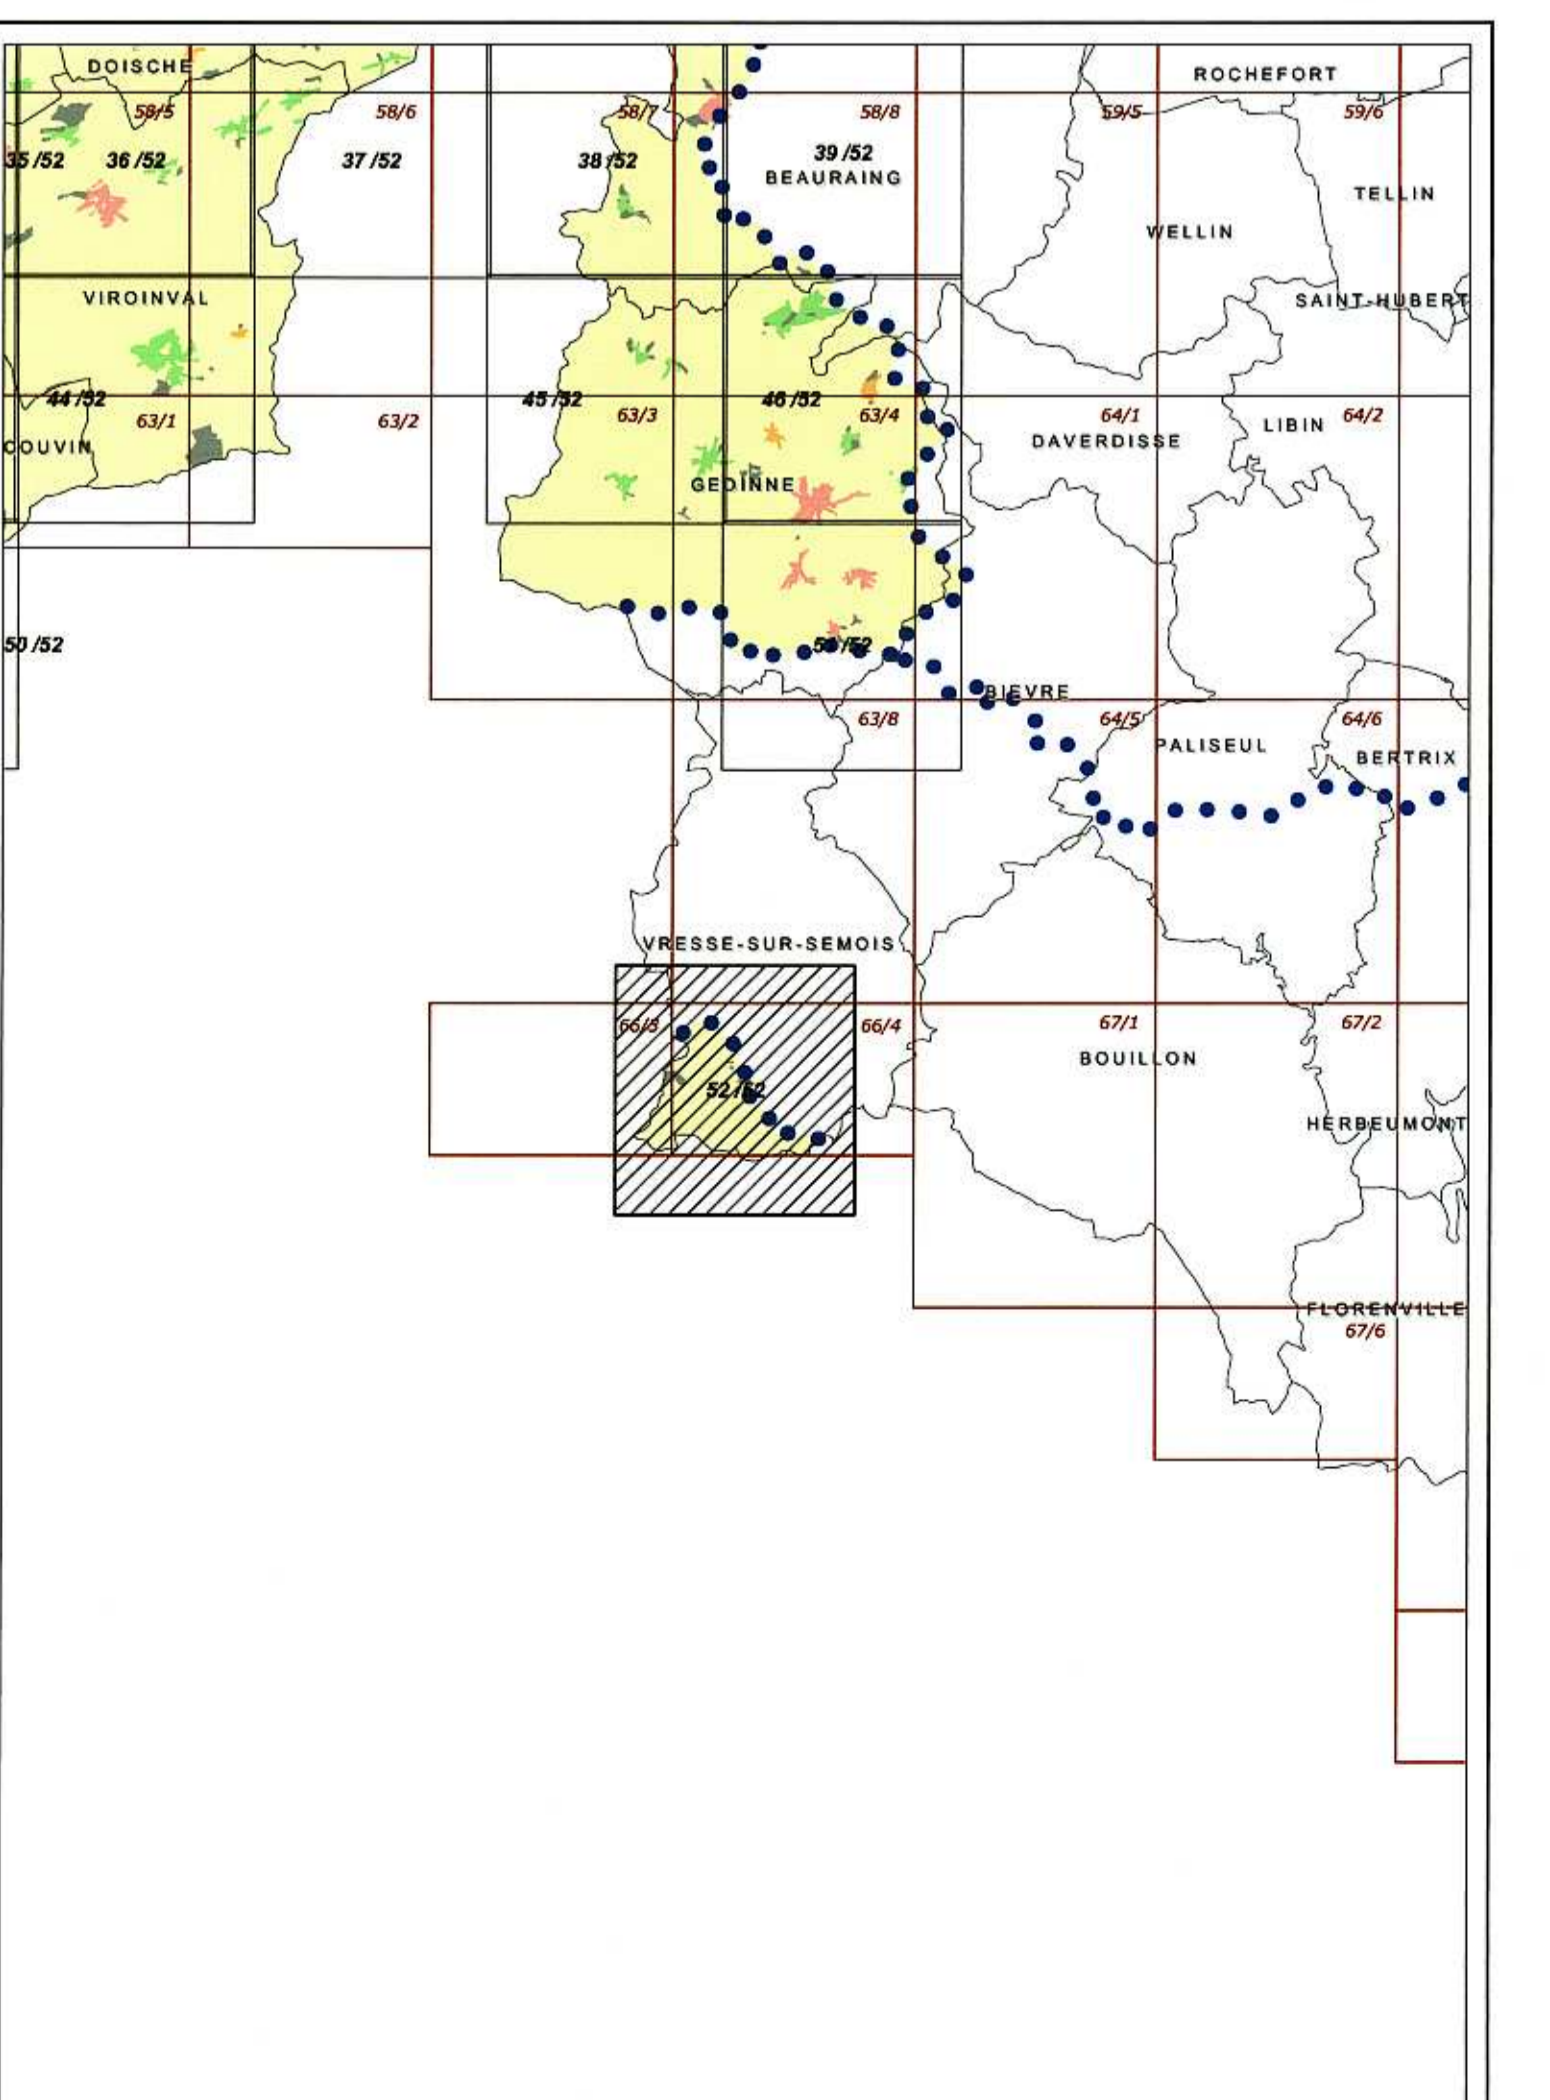 DOISCHE
ROCHEFORT
58/5
58/6
58/7
58/8
59/5
59/6
35 /52
36 /52
37 /52
38 /52
39 /52
BEAURAING
TELLIN
WELLIN
VIROINVAL
SAINT-HUBERT
44 /52
45 /52
46 /52
63/1
63/2
63/3
63/4
64/1
64/2
COUVIN
DAVERDISSE
LIBIN
GEDINNE
50 /52
51 /52
BIEVRE
63/8
64/5
64/6
PALISEUL
BERTRIX
VRESSE-SUR-SEMOIS
66/3
66/4
67/1
67/2
BOUILLON
52 /52
HERBEUMONT
FLORENVILLE
67/6